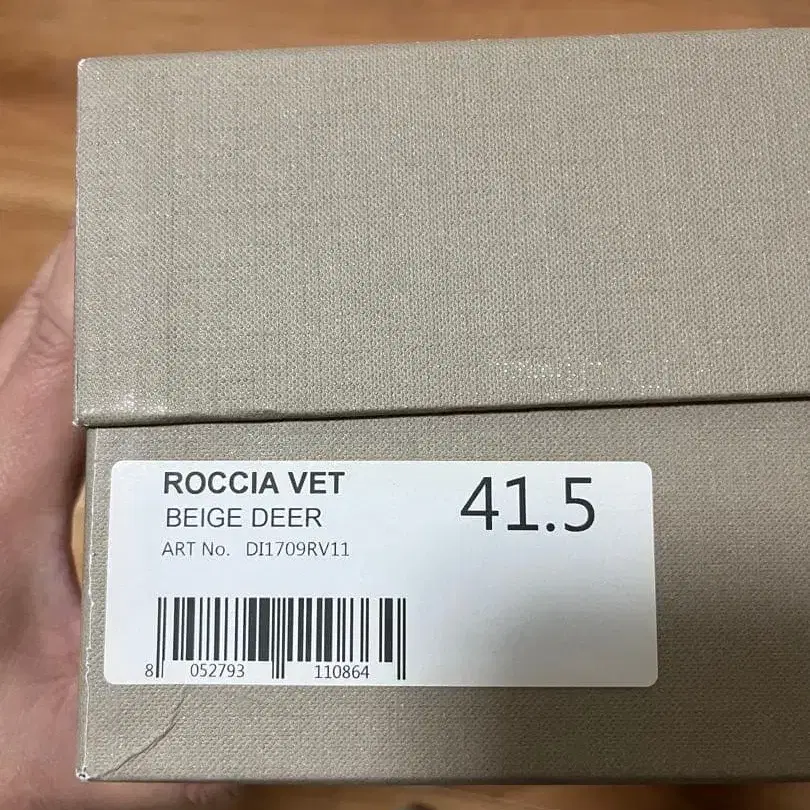 ROCCIA VET
41.5
BEIGE DEER
ART No. DI1709RV11
8 052793 110864